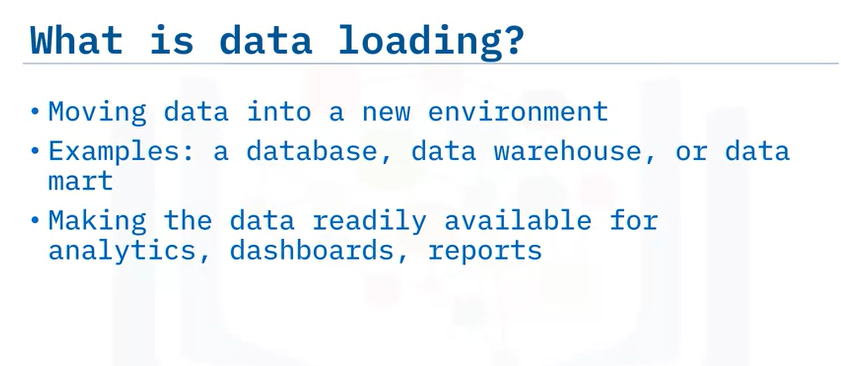 What is data loading?
• Moving data into a new environment
• Examples: a database, data warehouse, or data
mart
• Making the data readily available for
analytics, dashboards, reports